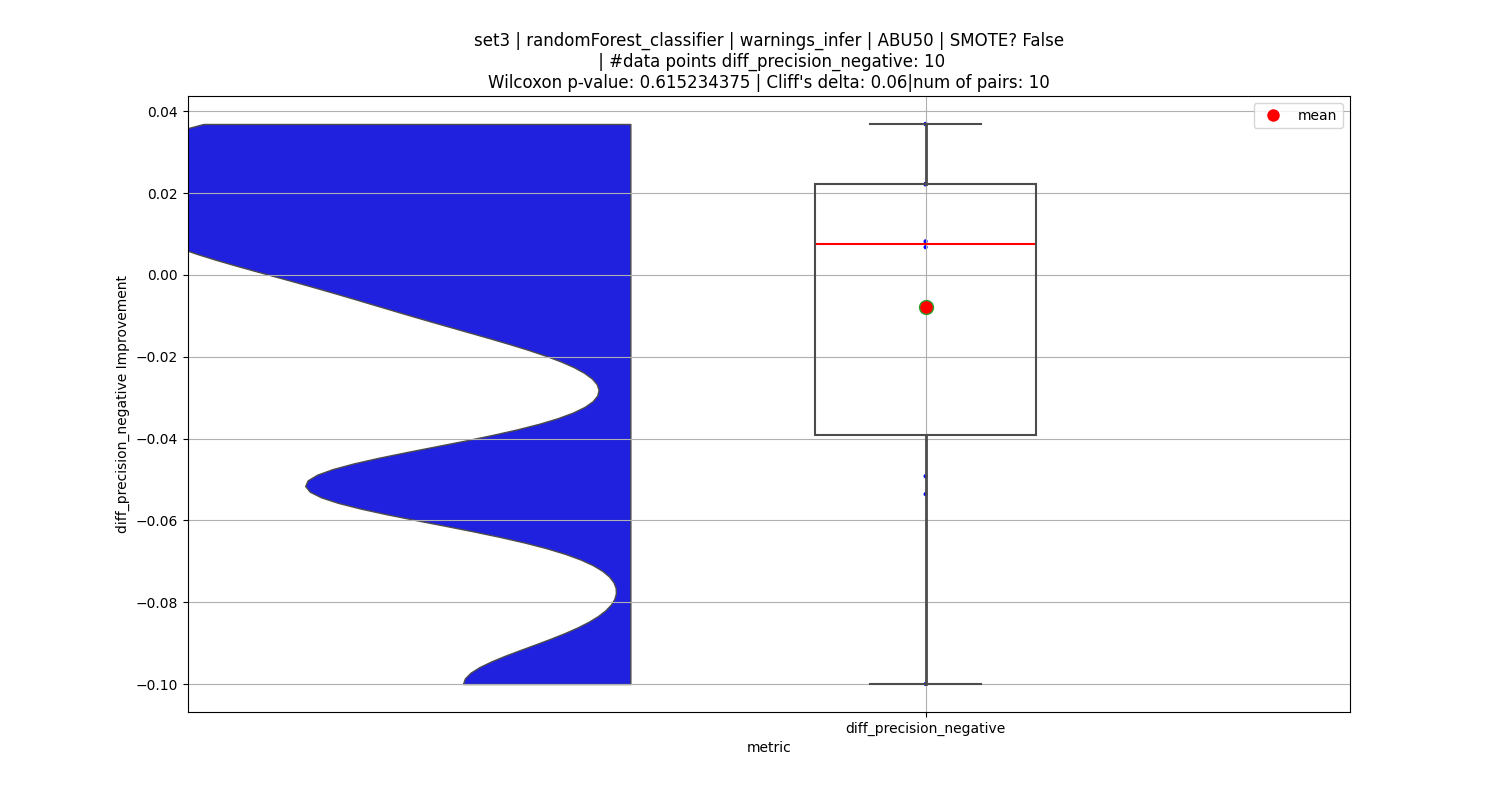 set3 | randomForest_classifier | warnings_infer | ABU50 | SMOTE? False
| #data points diff_precision_negative: 10
Wilcoxon p-value: 0.615234375 | Cliff's delta: 0.06|num of pairs: 10
mean
0.04
0.02
0.00
−0.02
−0.04
−0.06
−0.08
−0.10
diff_precision_negative Improvement
diff_precision_negative
metric